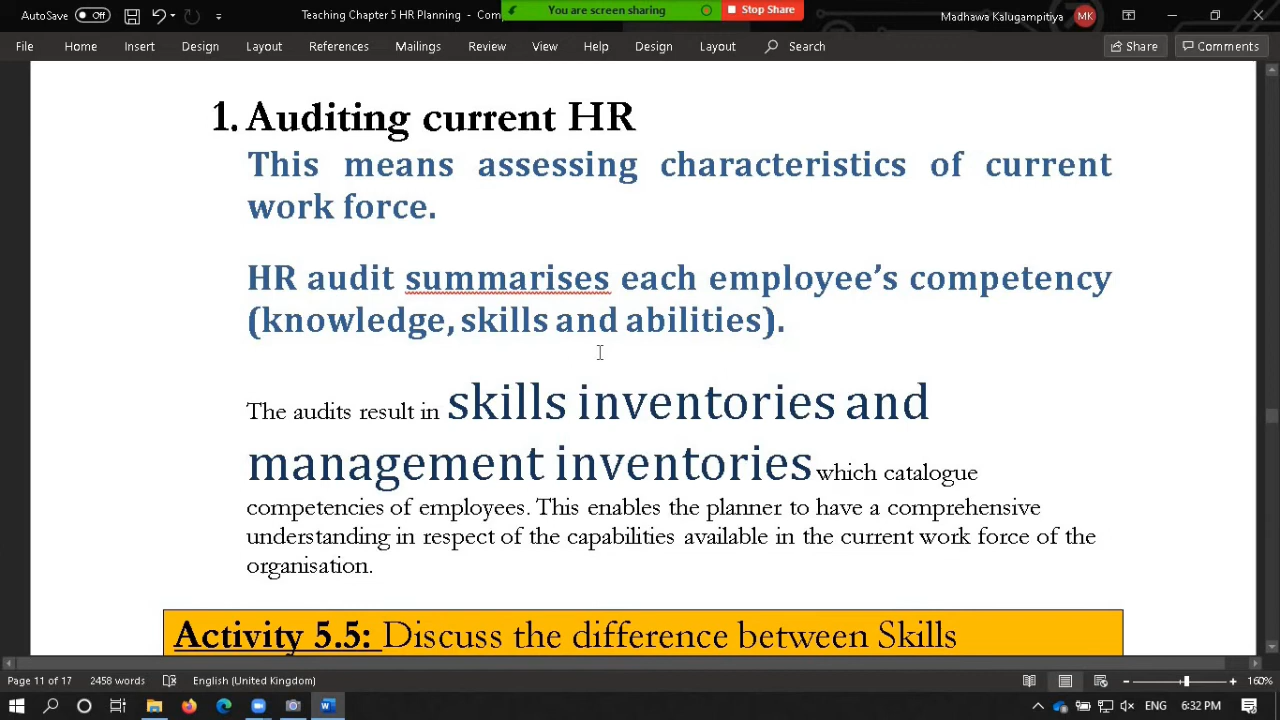 AutoSave Off Teaching Chapter 5 HR Planning - Com You are screen sharing Stop Share Madhawa Kalugampitiya MK
File Home Insert Design Layout References Mailings Review View Help Design Layout Search Share Comments
1. Auditing current HR
This means assessing characteristics of current
work force.
HR audit summarises each employee’s competency
(knowledge, skills and abilities).
The audits result in skills inventories and
management inventories which catalogue
competencies of employees. This enables the planner to have a comprehensive
understanding in respect of the capabilities available in the current work force of the
organisation.
Activity 5.5: Discuss the difference between Skills
Page 11 of 17 2458 words English (United Kingdom) 160%
ENG 6:32 PM